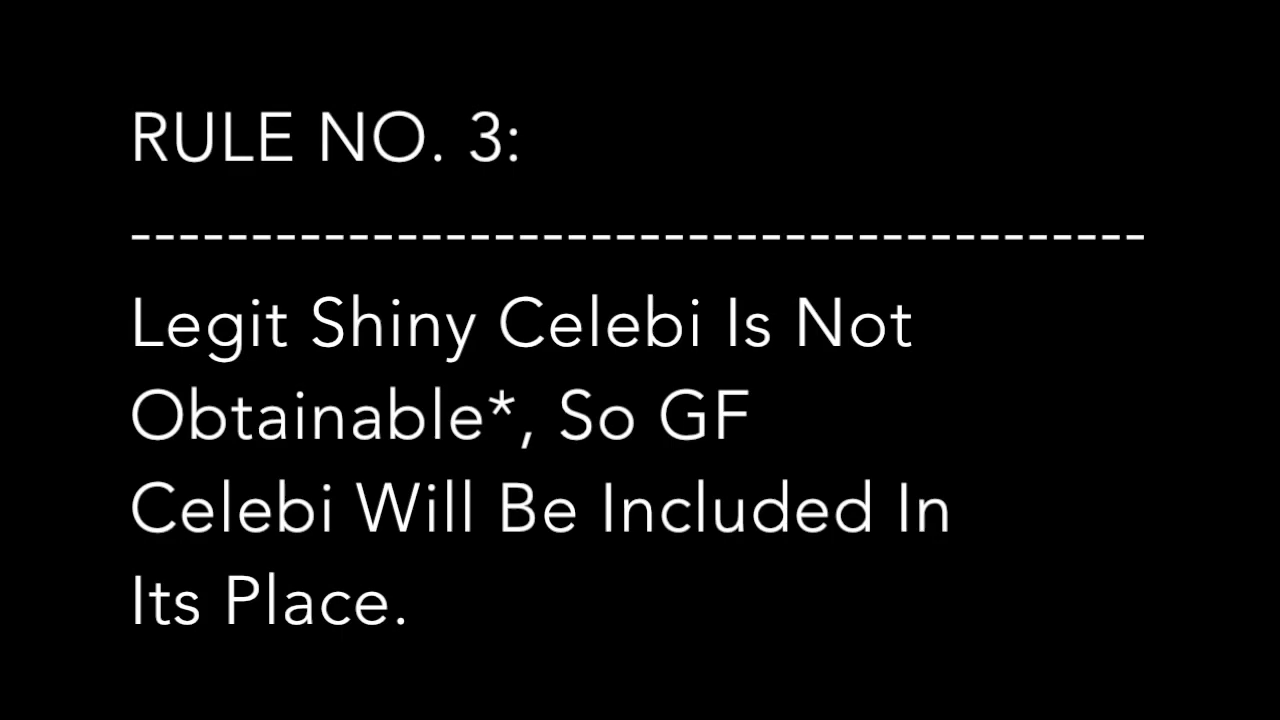 RULE NO. 3:
------------------------------------------
Legit Shiny Celebi Is Not
Obtainable*, So GF
Celebi Will Be Included In
Its Place.